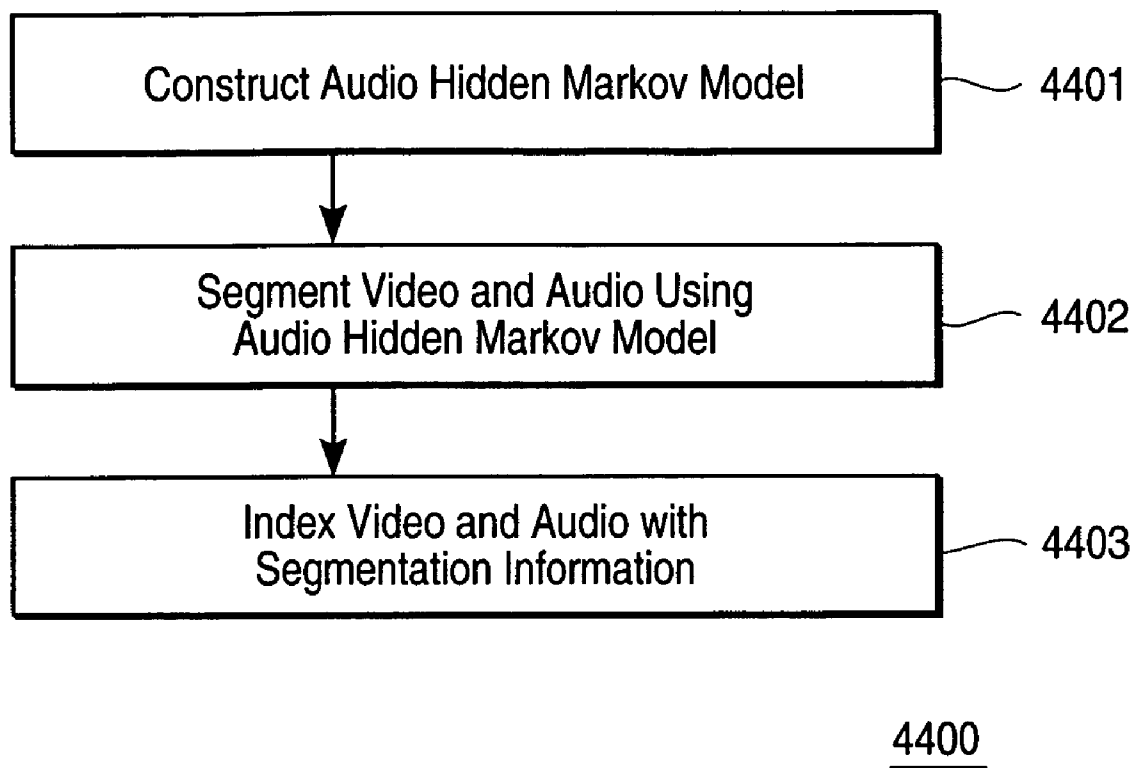 Construct Audio Hidden Markov Model
4401
Segment Video and Audio Using
Audio Hidden Markov Model
4402
Index Video and Audio with
Segmentation Information
4403
4400